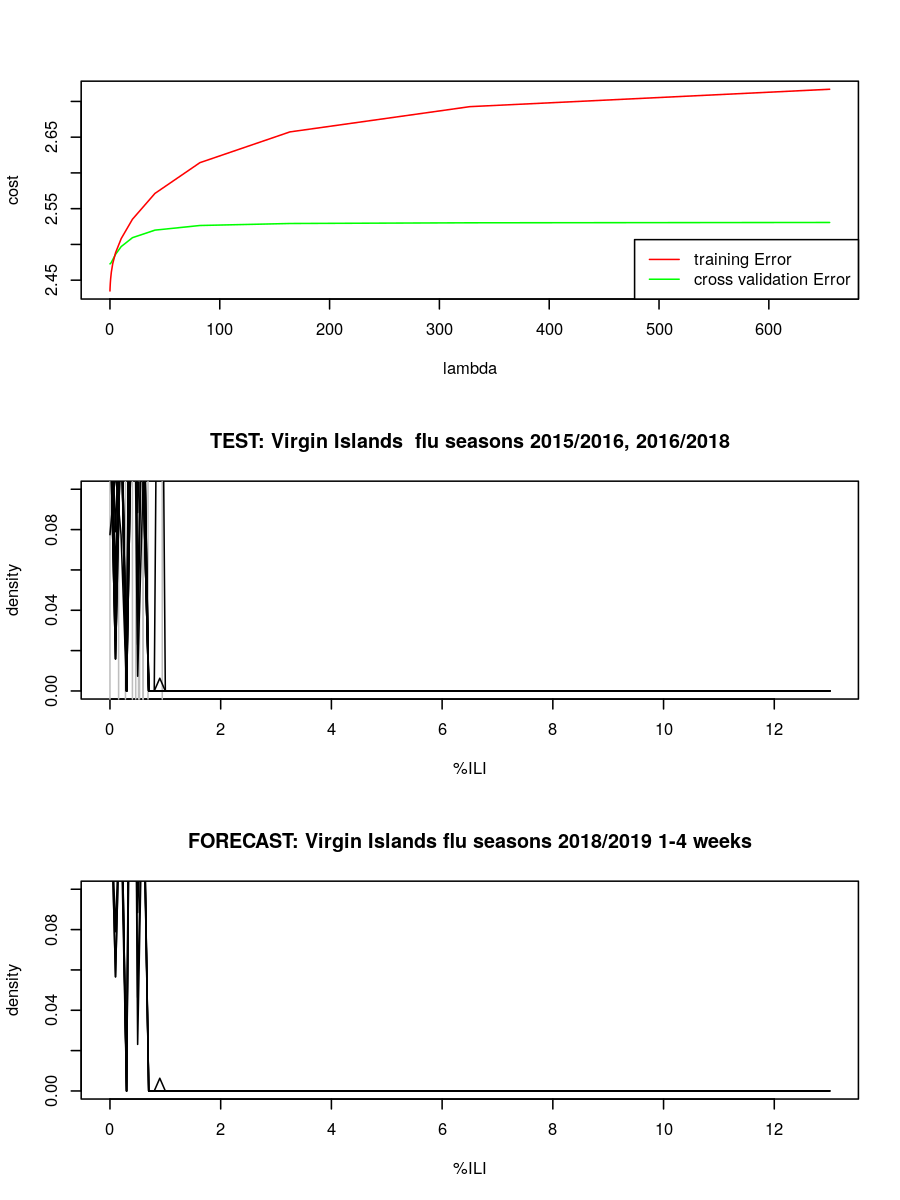 2.65
2.55
2.45
cost
training Error
cross validation Error
0 100 200 300 400 500 600
lambda
TEST: Virgin Islands  flu seasons 2015/2016, 2016/2018
0.08
0.04
0.00
density
0 2 4 6 8 10 12
%ILI
FORECAST: Virgin Islands flu seasons 2018/2019 1-4 weeks
0.08
0.04
0.00
density
0 2 4 6 8 10 12
%ILI